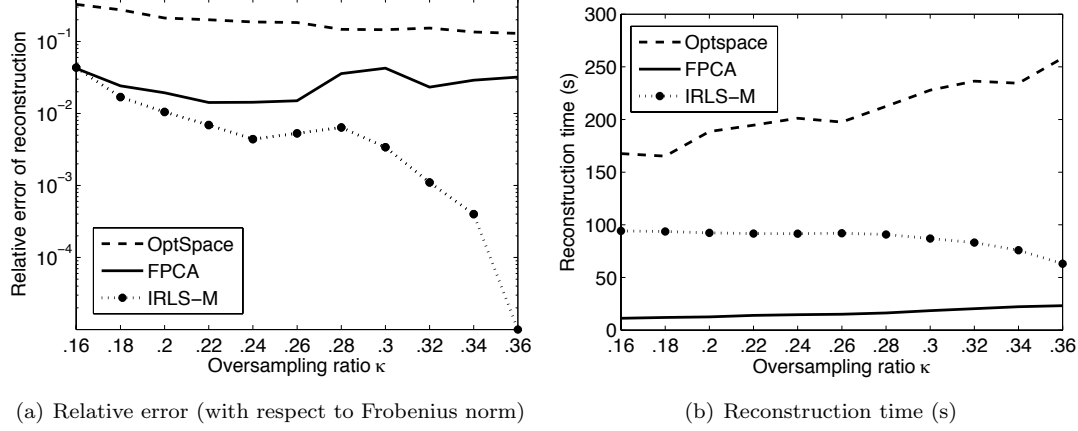 Relative error of reconstruction
10⁻¹
10⁻²
10⁻³
10⁻⁴
OptSpace
FPCA
IRLS−M
.16 .18 .2 .22 .24 .26 .28 .3 .32 .34 .36
Oversampling ratio κ
(a) Relative error (with respect to Frobenius norm)
Reconstruction time (s)
300
250
200
150
100
50
0
Optspace
FPCA
IRLS−M
.16 .18 .2 .22 .24 .26 .28 .3 .32 .34 .36
Oversampling ratio κ
(b) Reconstruction time (s)